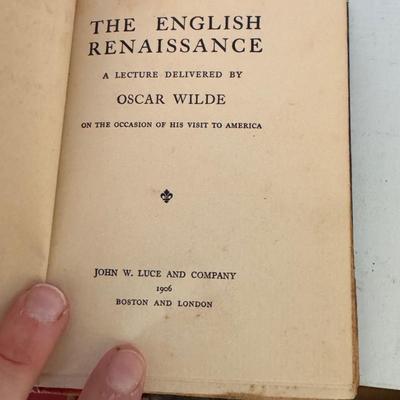 THE ENGLISH
RENAISSANCE
A LECTURE DELIVERED BY
OSCAR WILDE
ON THE OCCASION OF HIS VISIT TO AMERICA
JOHN W. LUCE AND COMPANY
1906
BOSTON AND LONDON